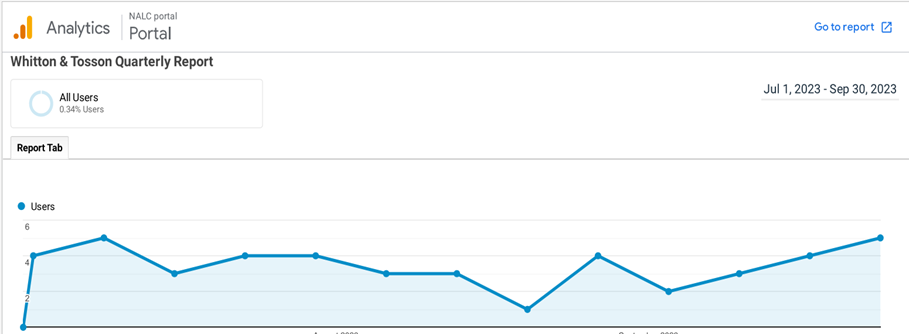 Analytics
NALC portal
Portal
Go to report
Whitton & Tosson Quarterly Report
All Users
0.34% Users
Jul 1, 2023 - Sep 30, 2023
Report Tab
Users
6
4
2